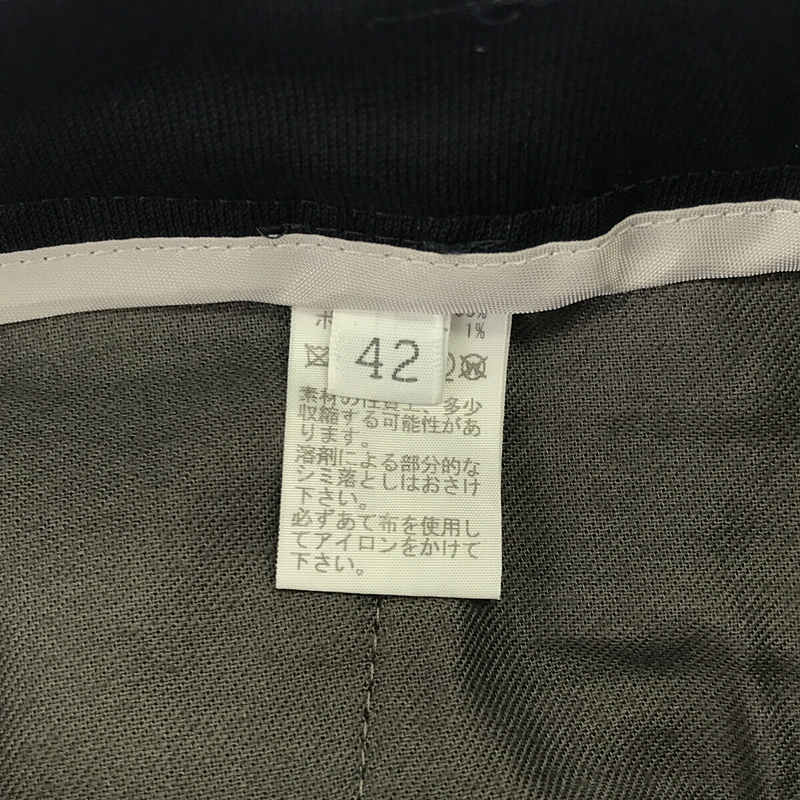 ポ
1%
42
W
素材の性質上、多少
収縮する可能性があ
ります。
溶剤による部分的な
シミ落としはおさけ
下さい。
必ずあて布を使用し
てアイロンをかけて
下さい。